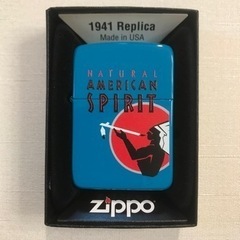 1941 Replica
Made in USA
NATURAL
AMERICAN
SPIRIT
zippo